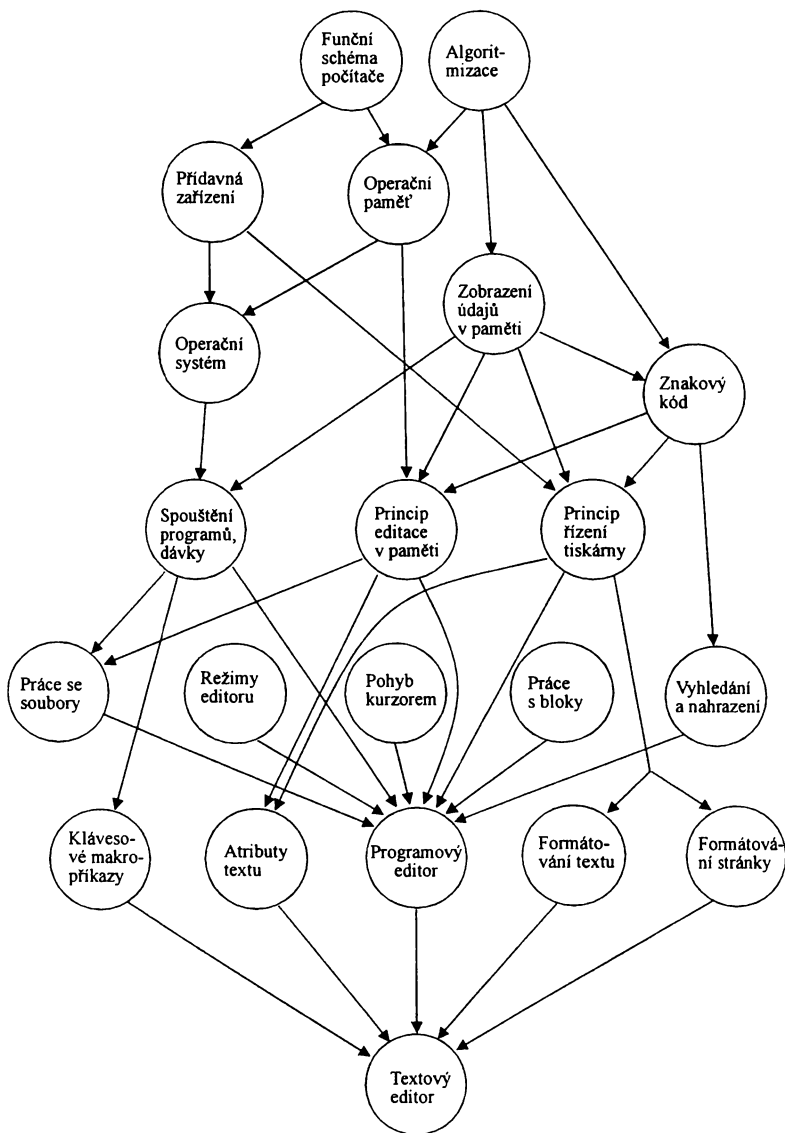 Funční
schéma
počítače
Algorit-
mizace
Přídavná
zařízení
Operační
paměť
Zobrazení
údajů
v paměti
Operační
systém
Znakový
kód
Spouštění
programů,
dávky
Princip
editace
v paměti
Princip
řízení
tiskárny
Práce se
soubory
Režimy
editoru
Pohyb
kurzorem
Práce
s bloky
Vyhledání
a nahrazení
Kláveso-
vé makro-
příkazy
Atributy
textu
Programový
editor
Formáto-
vání textu
Formátová-
ní stránky
Textový
editor